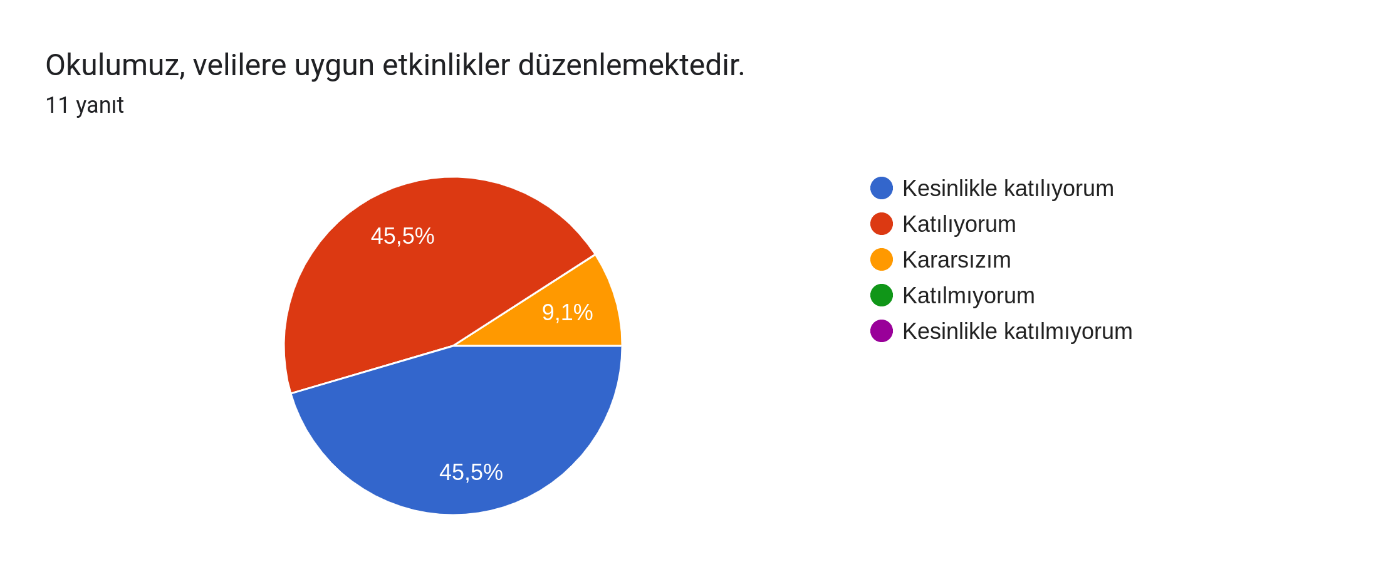 Okulumuz, velilere uygun etkinlikler düzenlemektedir.
11 yanıt
45,5%
9,1%
45,5%
Kesinlikle katılıyorum
Katılıyorum
Kararsızım
Katılmıyorum
Kesinlikle katılmıyorum